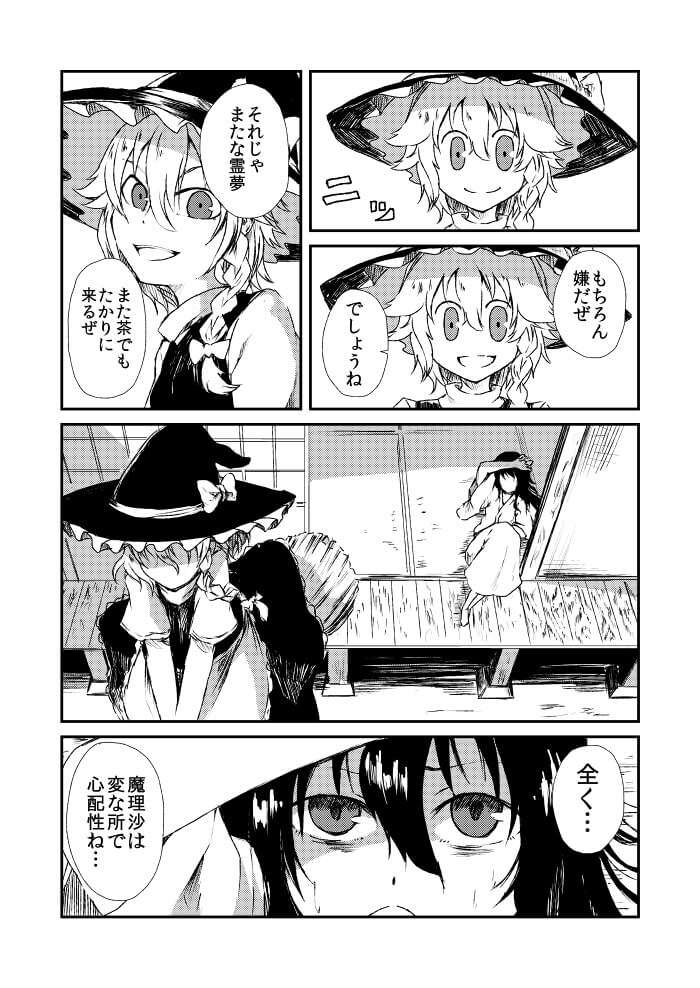 ニッ
もちろん
嫌だぜ
でしょうね
それじゃ
またな霊夢
また茶でも
たかりに
来るぜ
全く…
魔理沙は
変な所で
心配性ね…